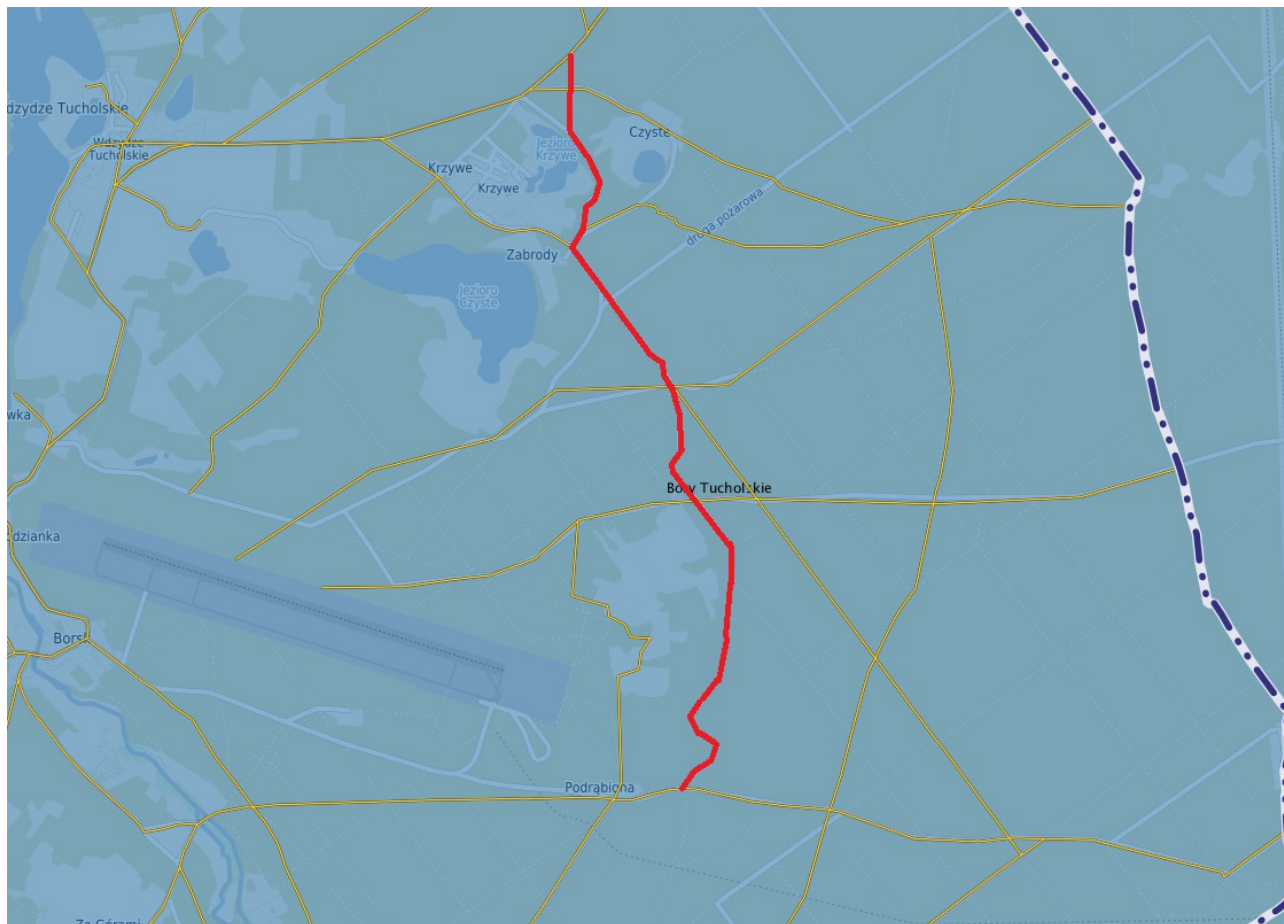 dzydze Tucholskie
Wdzydze
Tucholskie
Czyste
Jezioro
Krzywe
Krzywe
Krzywe
droga pożarowa ...
Zabrody
Jezioro
Czyste
wka
Bory Tucholskie
dzianka
Borsk
Podrąbiona
Za Górami